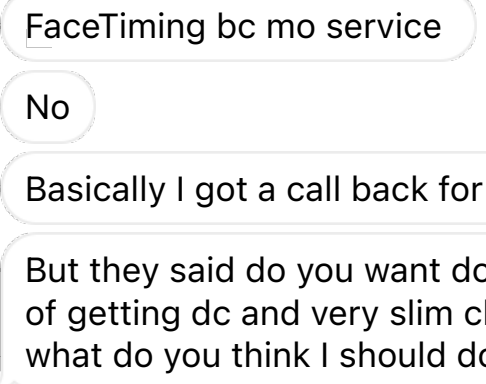 FaceTiming bc mo service
No
Basically I got a call back for
But they said do you want
of getting dc and very slim
what do you think I should